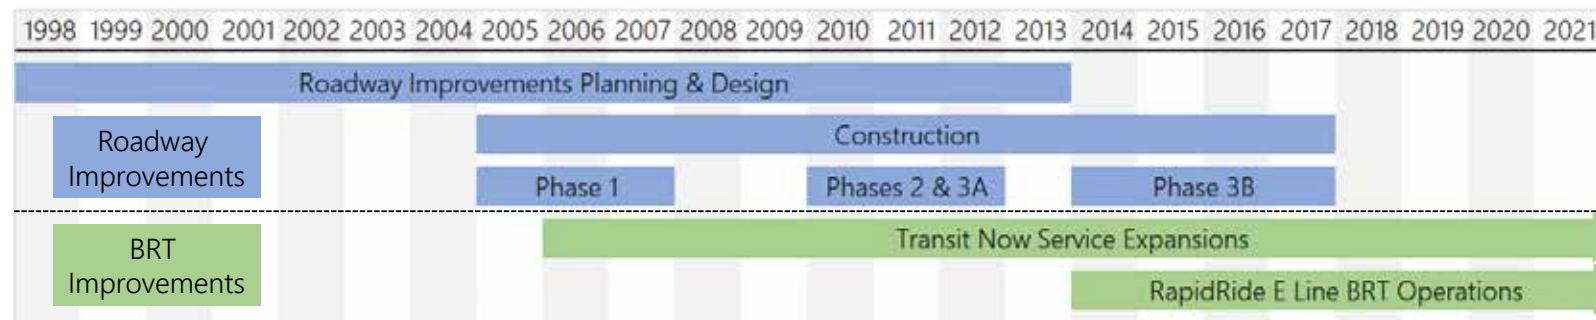 1998 1999 2000 2001 2002 2003 2004 2005 2006 2007 2008 2009 2010 2011 2012 2013 2014 2015 2016 2017 2018 2019 2020 2021
Roadway Improvements Planning & Design
Roadway
Improvements
Construction
Phase 1 Phases 2 & 3A Phase 3B
BRT
Improvements
Transit Now Service Expansions
RapidRide E Line BRT Operations